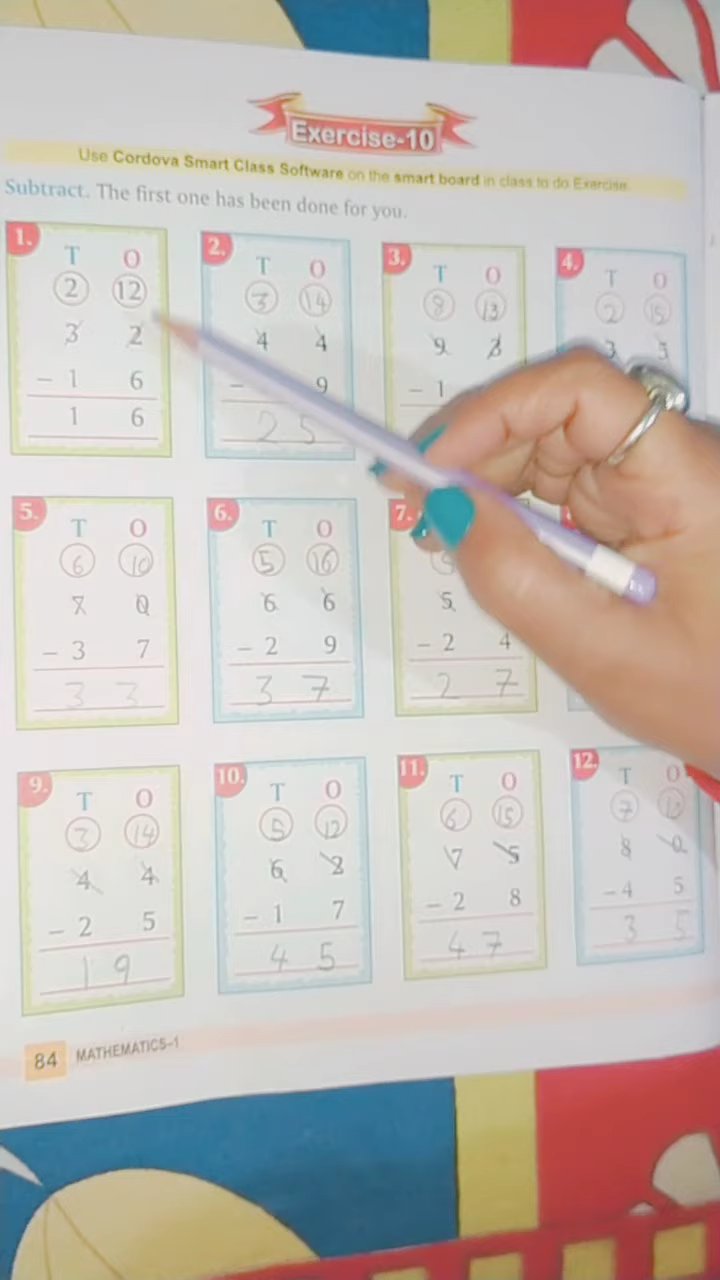 Exercise-10
Use Cordova Smart Class Software on the smart board in class to do Exercise.
Subtract. The first one has been done for you.
1.
T O
2 12
3 2
- 1 6
1 6
2.
T O
3 14
4 4
- 9
2 5
3.
T O
8 13
9 3
- 1
4.
T O
2 15
3 5
5.
T O
6 10
7 0
- 3 7
3 3
6.
T O
5 16
6 6
- 2 9
3 7
7.
5
- 2 4
2 7
9.
T O
3 14
4 4
- 2 5
1 9
10.
T O
5 12
6 2
- 1 7
4 5
11.
T O
6 15
7 5
- 2 8
4 7
12.
T O
7 10
8 0
- 4 5
3 5
84 MATHEMATICS-1